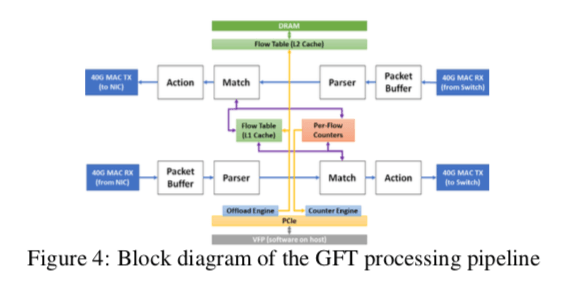 DRAM
Flow Table (L2 Cache)
40G MAC TX
(to NIC)
Action
Match
Parser
Packet
Buffer
40G MAC RX
(from Switch)
Flow Table
(L1 Cache)
Per-Flow
Counters
40G MAC RX
(from NIC)
Packet
Buffer
Parser
Match
Action
40G MAC TX
(to Switch)
Offload Engine
Counter Engine
PCIe
VFP (software on host)
Figure 4: Block diagram of the GFT processing pipeline